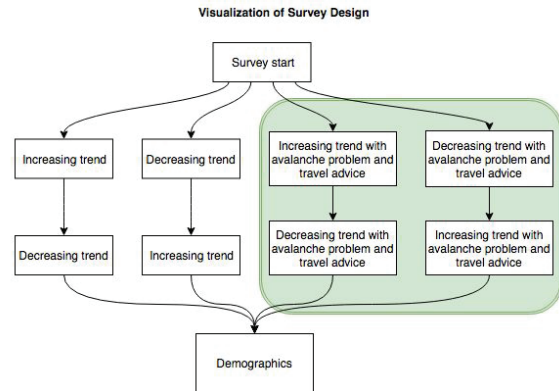 Visualization of Survey Design
Survey start
Increasing trend
Decreasing trend
Increasing trend with
avalanche problem and
travel advice
Decreasing trend with
avalanche problem and
travel advice
Decreasing trend
Increasing trend
Decreasing trend with
avalanche problem and
travel advice
Increasing trend with
avalanche problem and
travel advice
Demographics